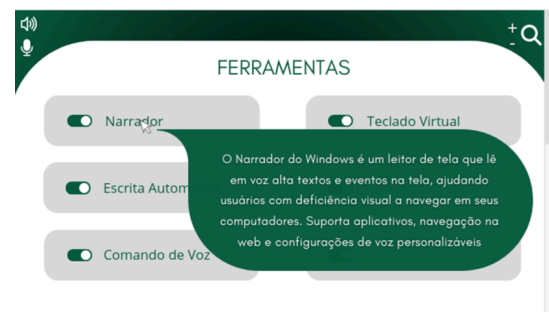 +
-
FERRAMENTAS
Narrador
Teclado Virtual
O Narrador do Windows é um leitor de tela que lê
em voz alta textos e eventos na tela, ajudando
usuários com deficiência visual a navegar em seus
computadores. Suporta aplicativos, navegação na
web e configurações de voz personalizáveis
Escrita
Comando de Voz